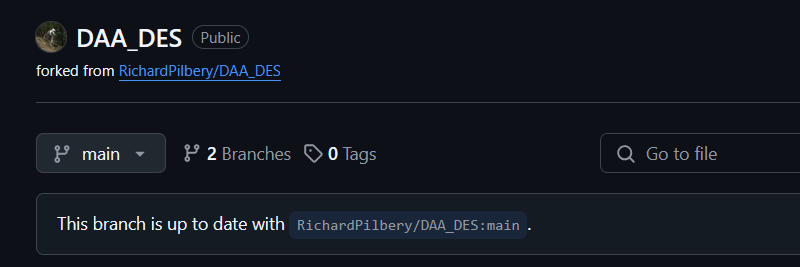 DAA_DES Public
forked from RichardPilbery/DAA_DES
main 2 Branches 0 Tags Go to file
This branch is up to date with RichardPilbery/DAA_DES:main.